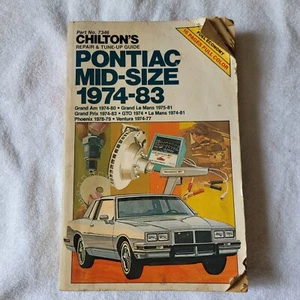 Part No. 7346
CHILTON'S
REPAIR & TUNE-UP GUIDE
PONTIAC
MID-SIZE
1974-83
Grand Am 1974-80 • Grand Le Mans 1975-81
Grand Prix 1974-83 • GTO 1974 • Le Mans 1974-81
Phoenix 1978-79 • Ventura 1974-77